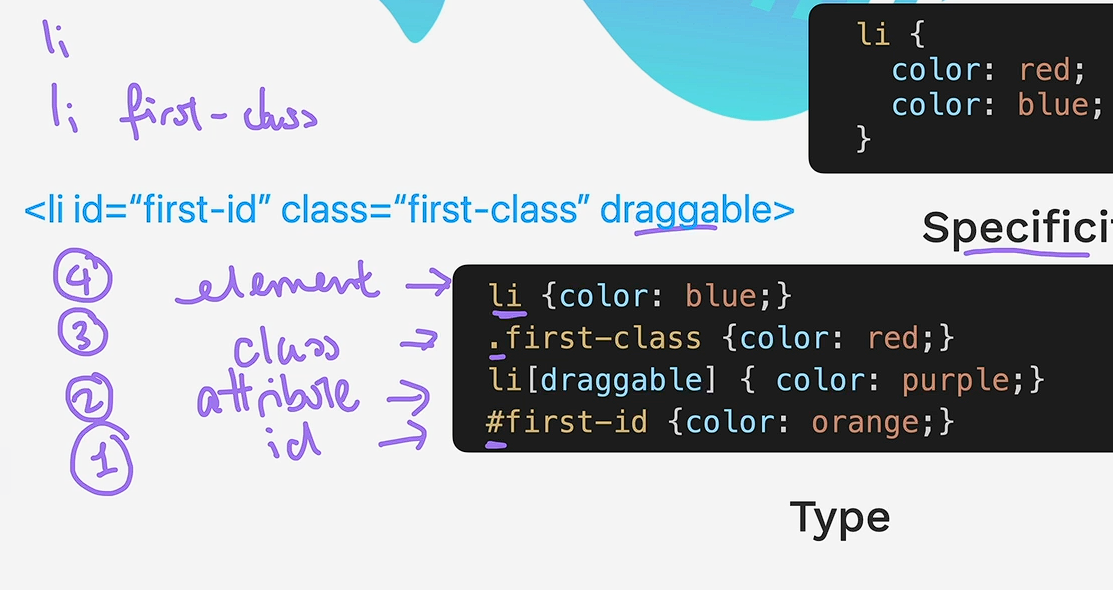 li
li first-class
li {
color: red;
color: blue;
}
<li id=“first-id” class=“first-class” draggable>
Specifici
4 element → li {color: blue;}
3 class → .first-class {color: red;}
2 attribute → li[draggable] { color: purple;}
1 id → #first-id {color: orange;}
Type